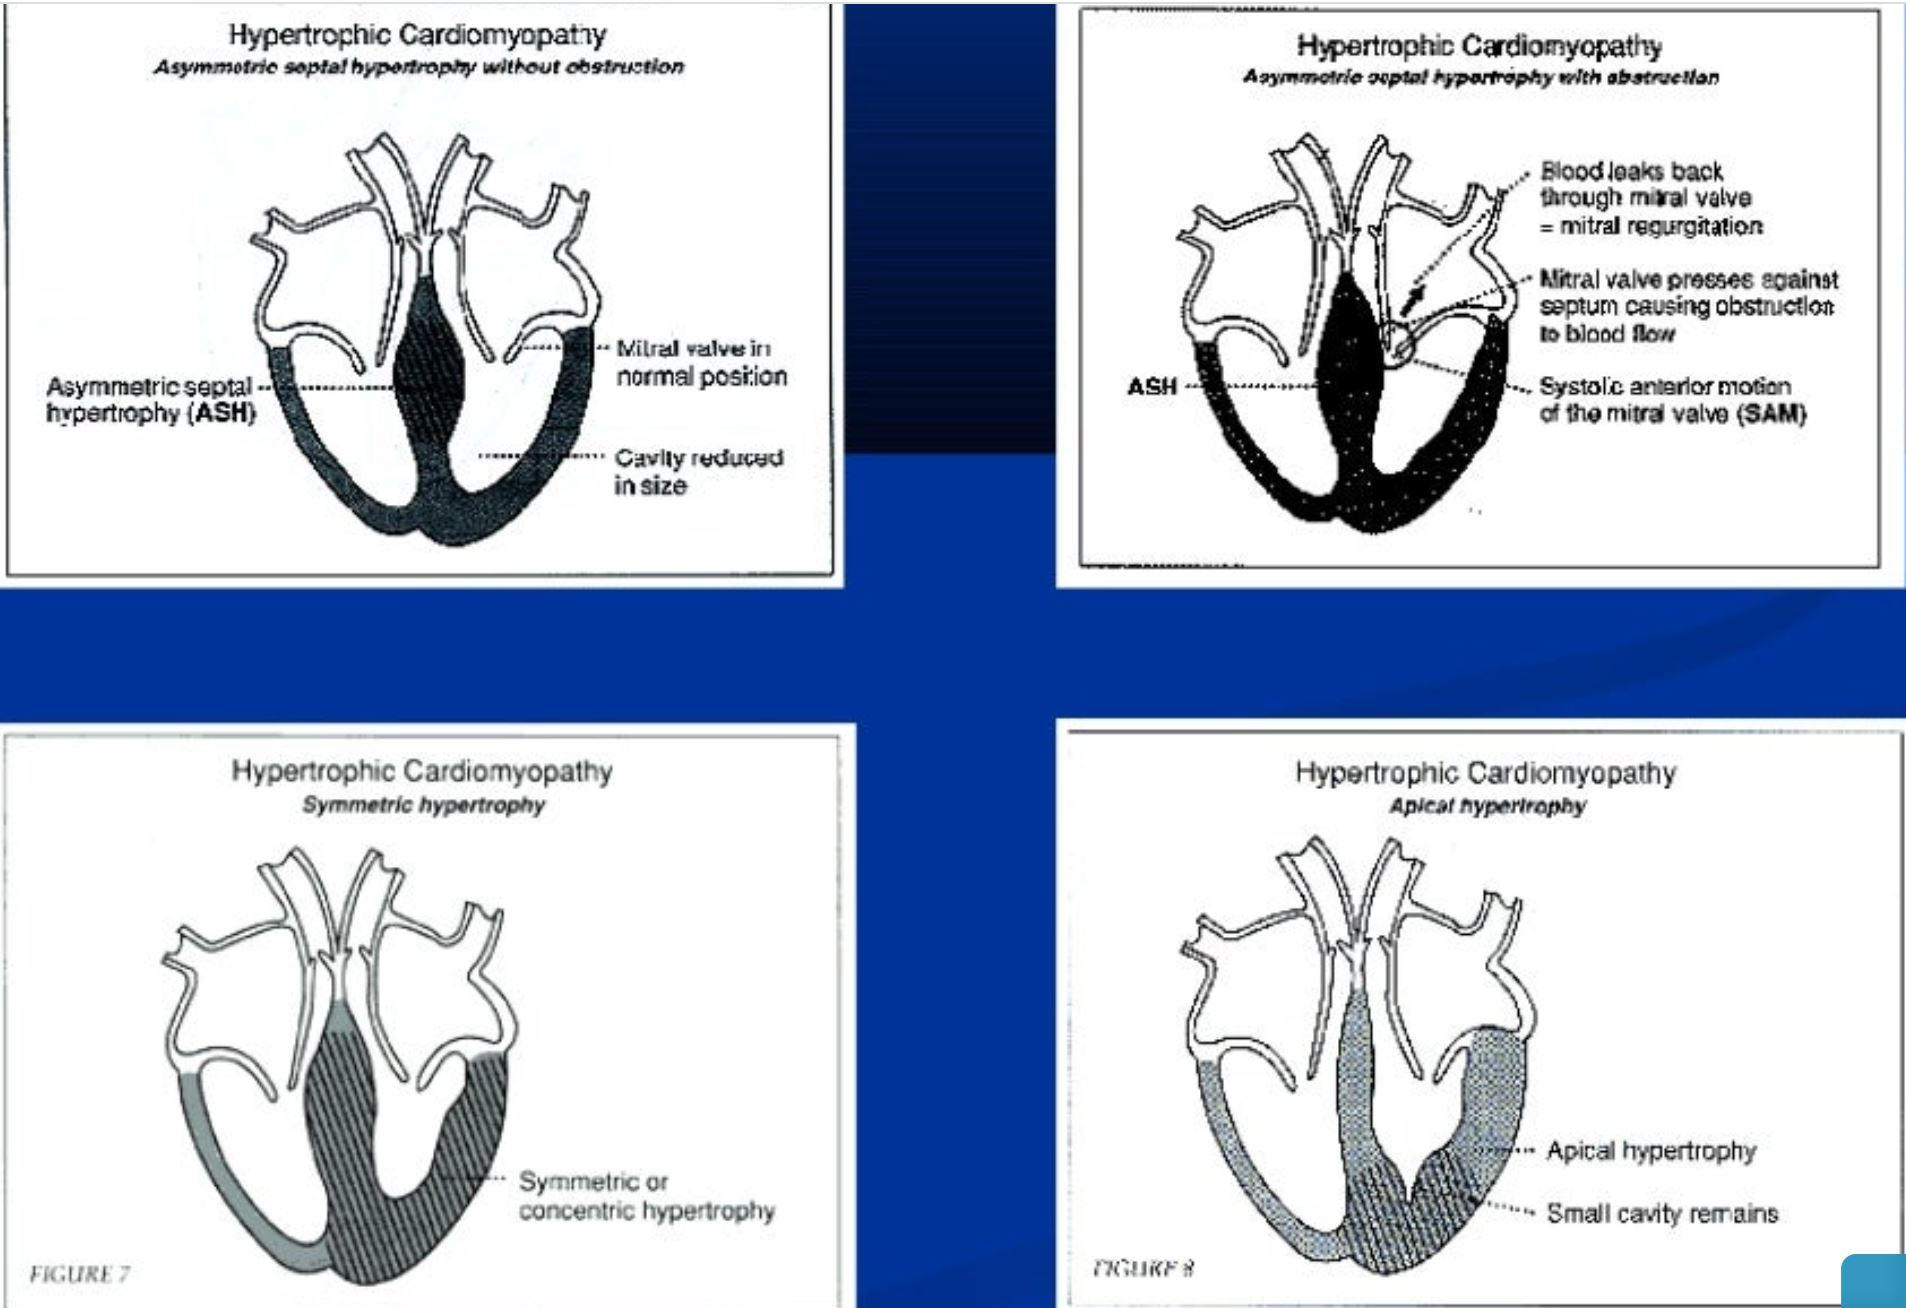 Hypertrophic Cardiomyopathy
Asymmetric septal hypertrophy without obstruction
Mitral valve in
normal position
Asymmetric septal
hypertrophy (ASH)
Cavity reduced
in size
Hypertrophic Cardiomyopathy
Asymmetric septal hypertrophy with obstruction
Blood leaks back
through mitral valve
= mitral regurgitation
Mitral valve presses against
septum causing obstruction
to blood flow
ASH
Systolic anterior motion
of the mitral valve (SAM)
Hypertrophic Cardiomyopathy
Symmetric hypertrophy
Symmetric or
concentric hypertrophy
FIGURE 7
Hypertrophic Cardiomyopathy
Apical hypertrophy
Apical hypertrophy
Small cavity remains
FIGURE 8